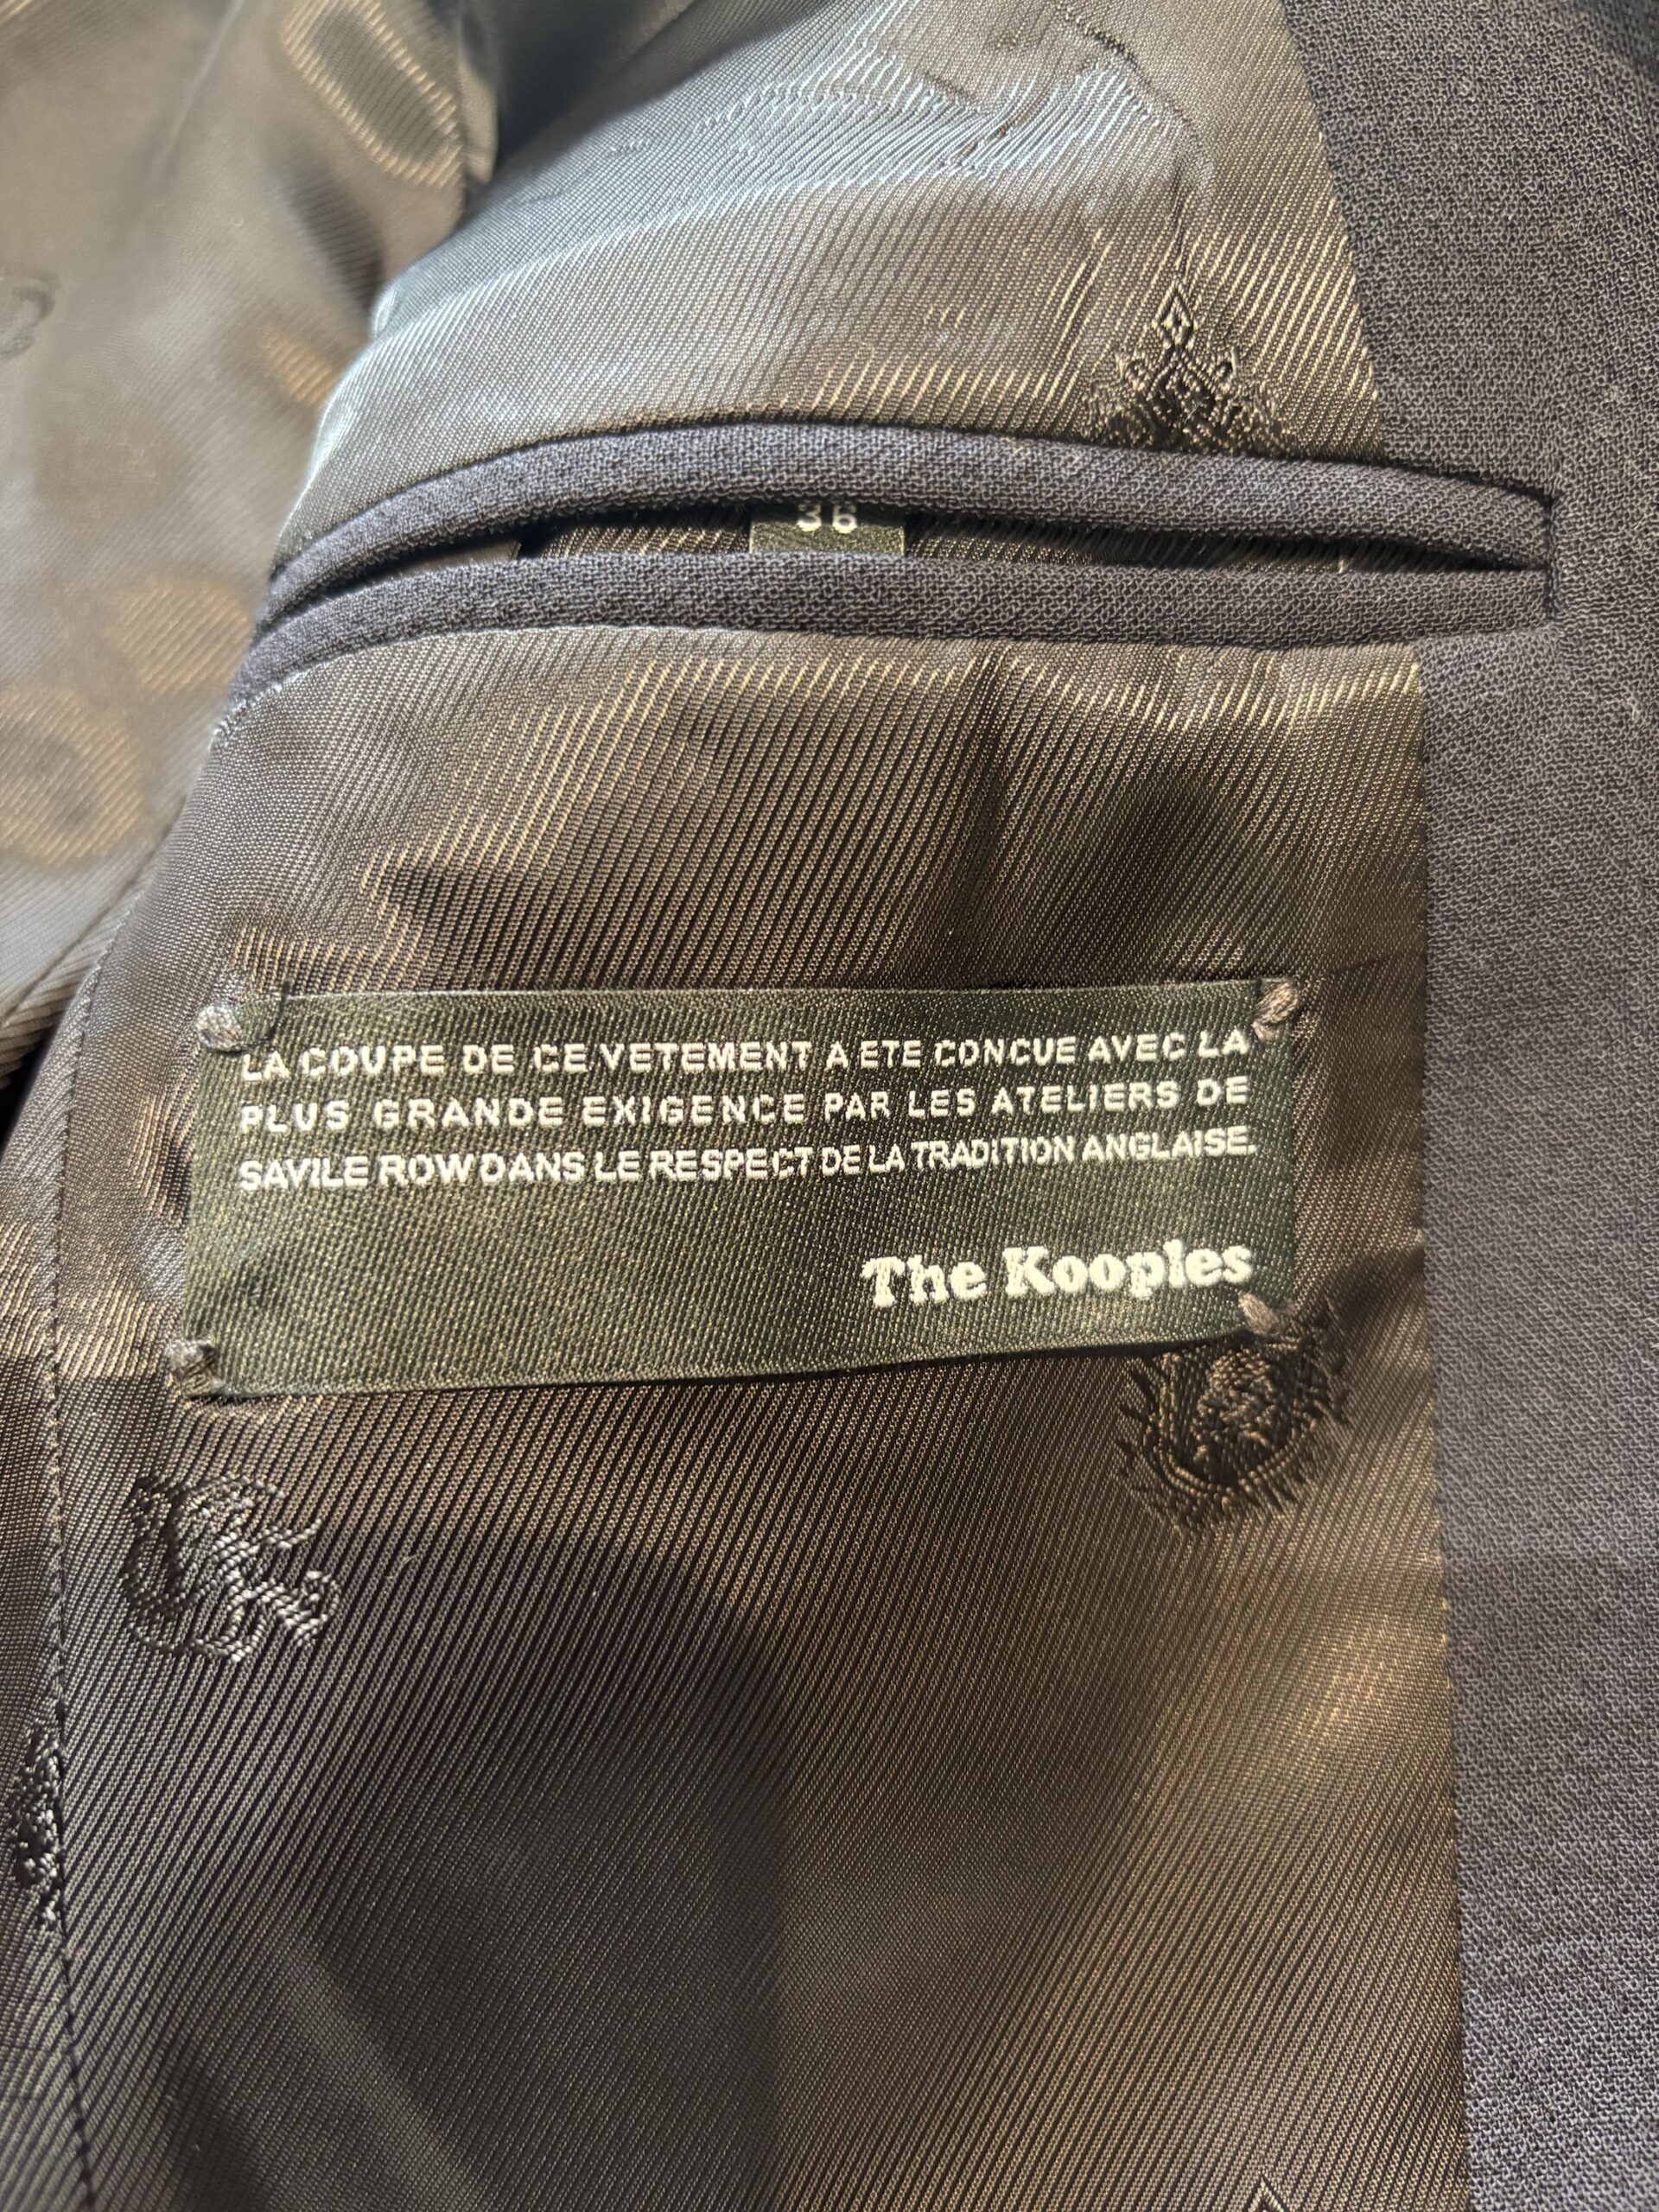 36
LA COUPE DE CE VETEMENT A ETE CONCUE AVEC LA
PLUS GRANDE EXIGENCE PAR LES ATELIERS DE
SAVILE ROW DANS LE RESPECT DE LA TRADITION ANGLAISE.
The Kooples